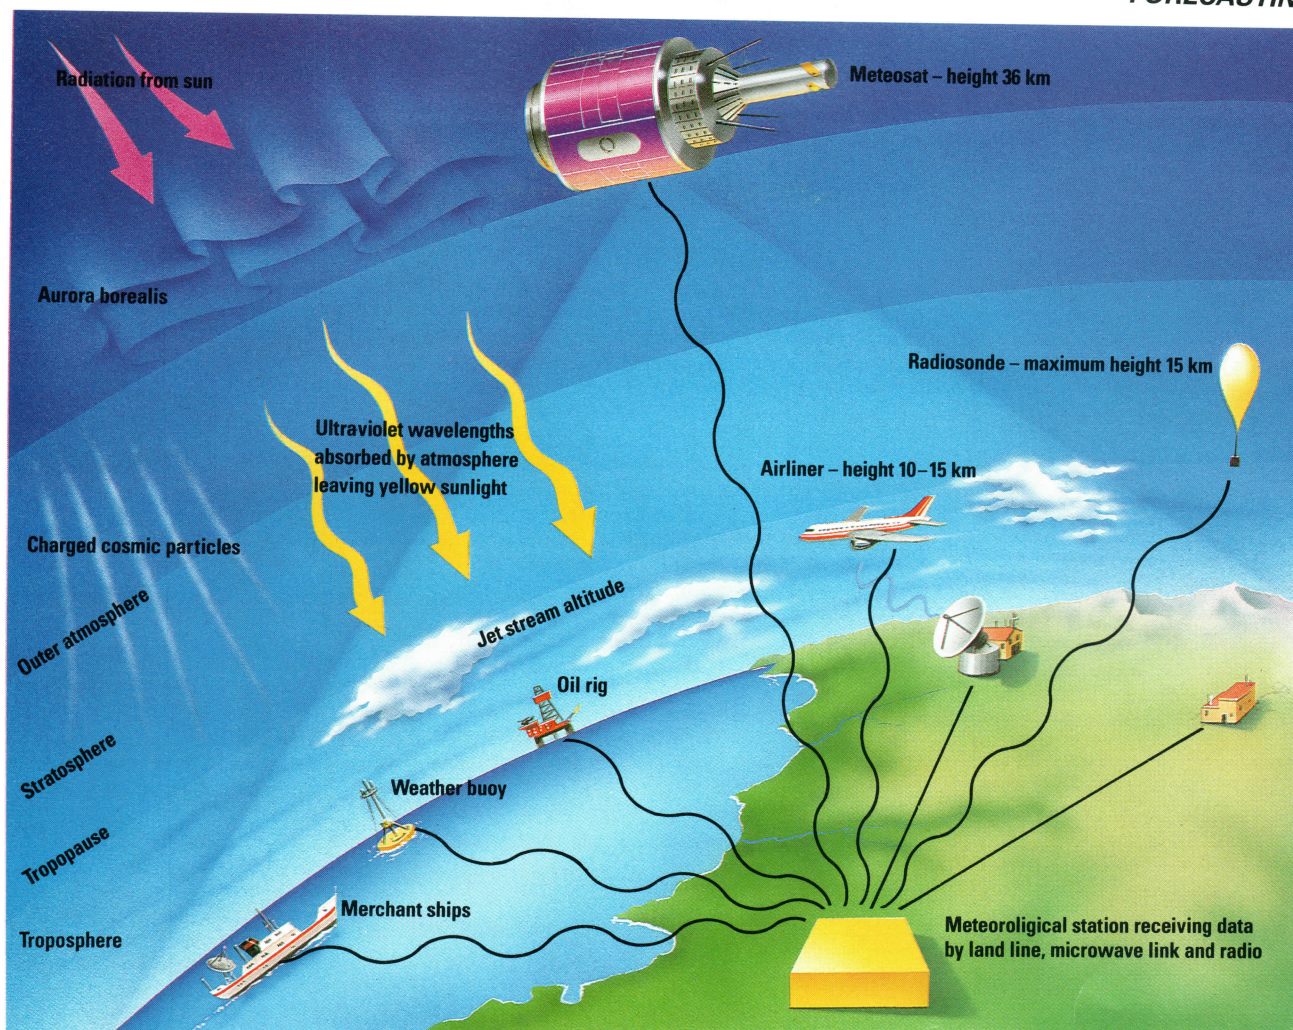 Radiation from sun
Meteosat – height 36 km
Aurora borealis
Radiosonde – maximum height 15 km
Ultraviolet wavelengths
absorbed by atmosphere
leaving yellow sunlight
Airliner – height 10–15 km
Charged cosmic particles
Outer atmosphere
Jet stream altitude
Oil rig
Stratosphere
Weather buoy
Tropopause
Merchant ships
Troposphere
Meteoroligical station receiving data
by land line, microwave link and radio